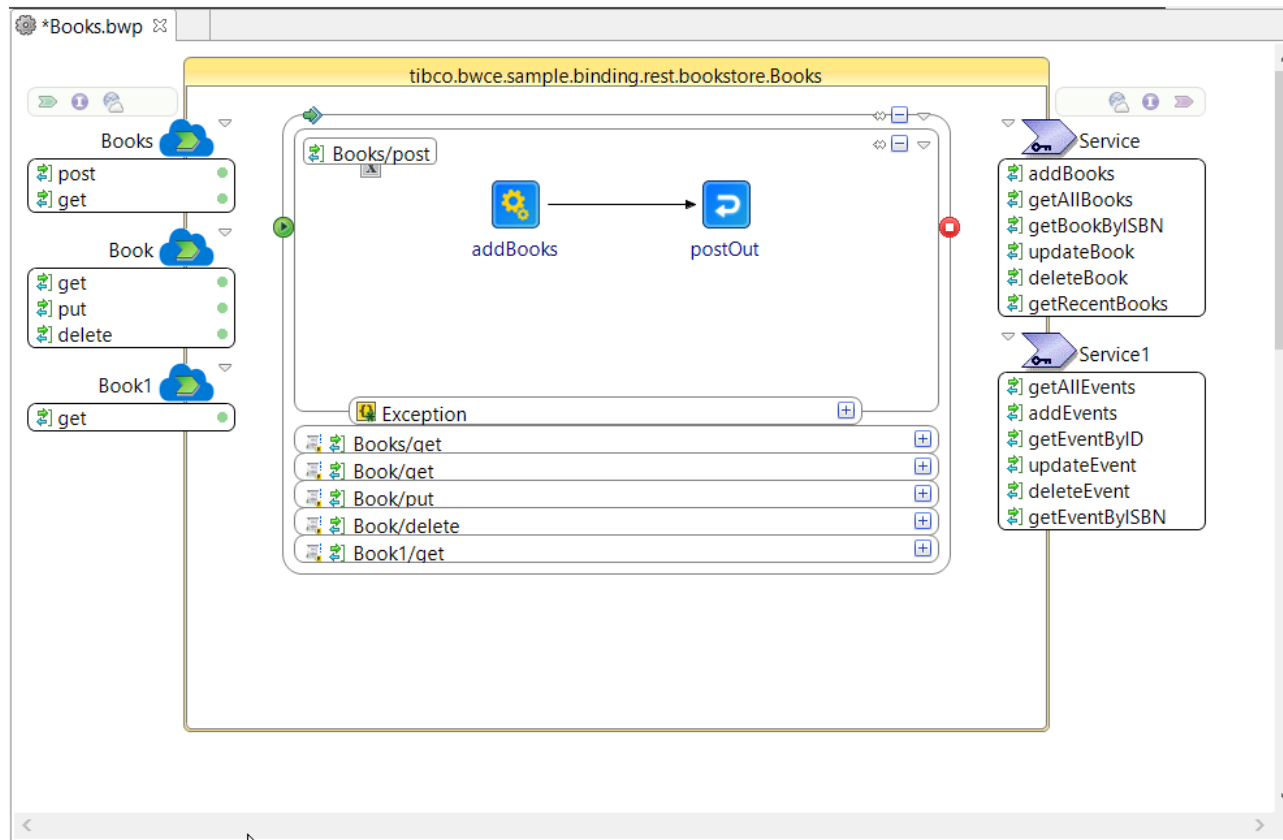 *Books.bwp
tibco.bwce.sample.binding.rest.bookstore.Books
Books
post
get
Book
get
put
delete
Book1
get
Books/post
X
addBooks
postOut
Exception
Books/get
Book/get
Book/put
Book/delete
Book1/get
Service
addBooks
getAllBooks
getBookByISBN
updateBook
deleteBook
getRecentBooks
Service1
getAllEvents
addEvents
getEventByID
updateEvent
deleteEvent
getEventByISBN